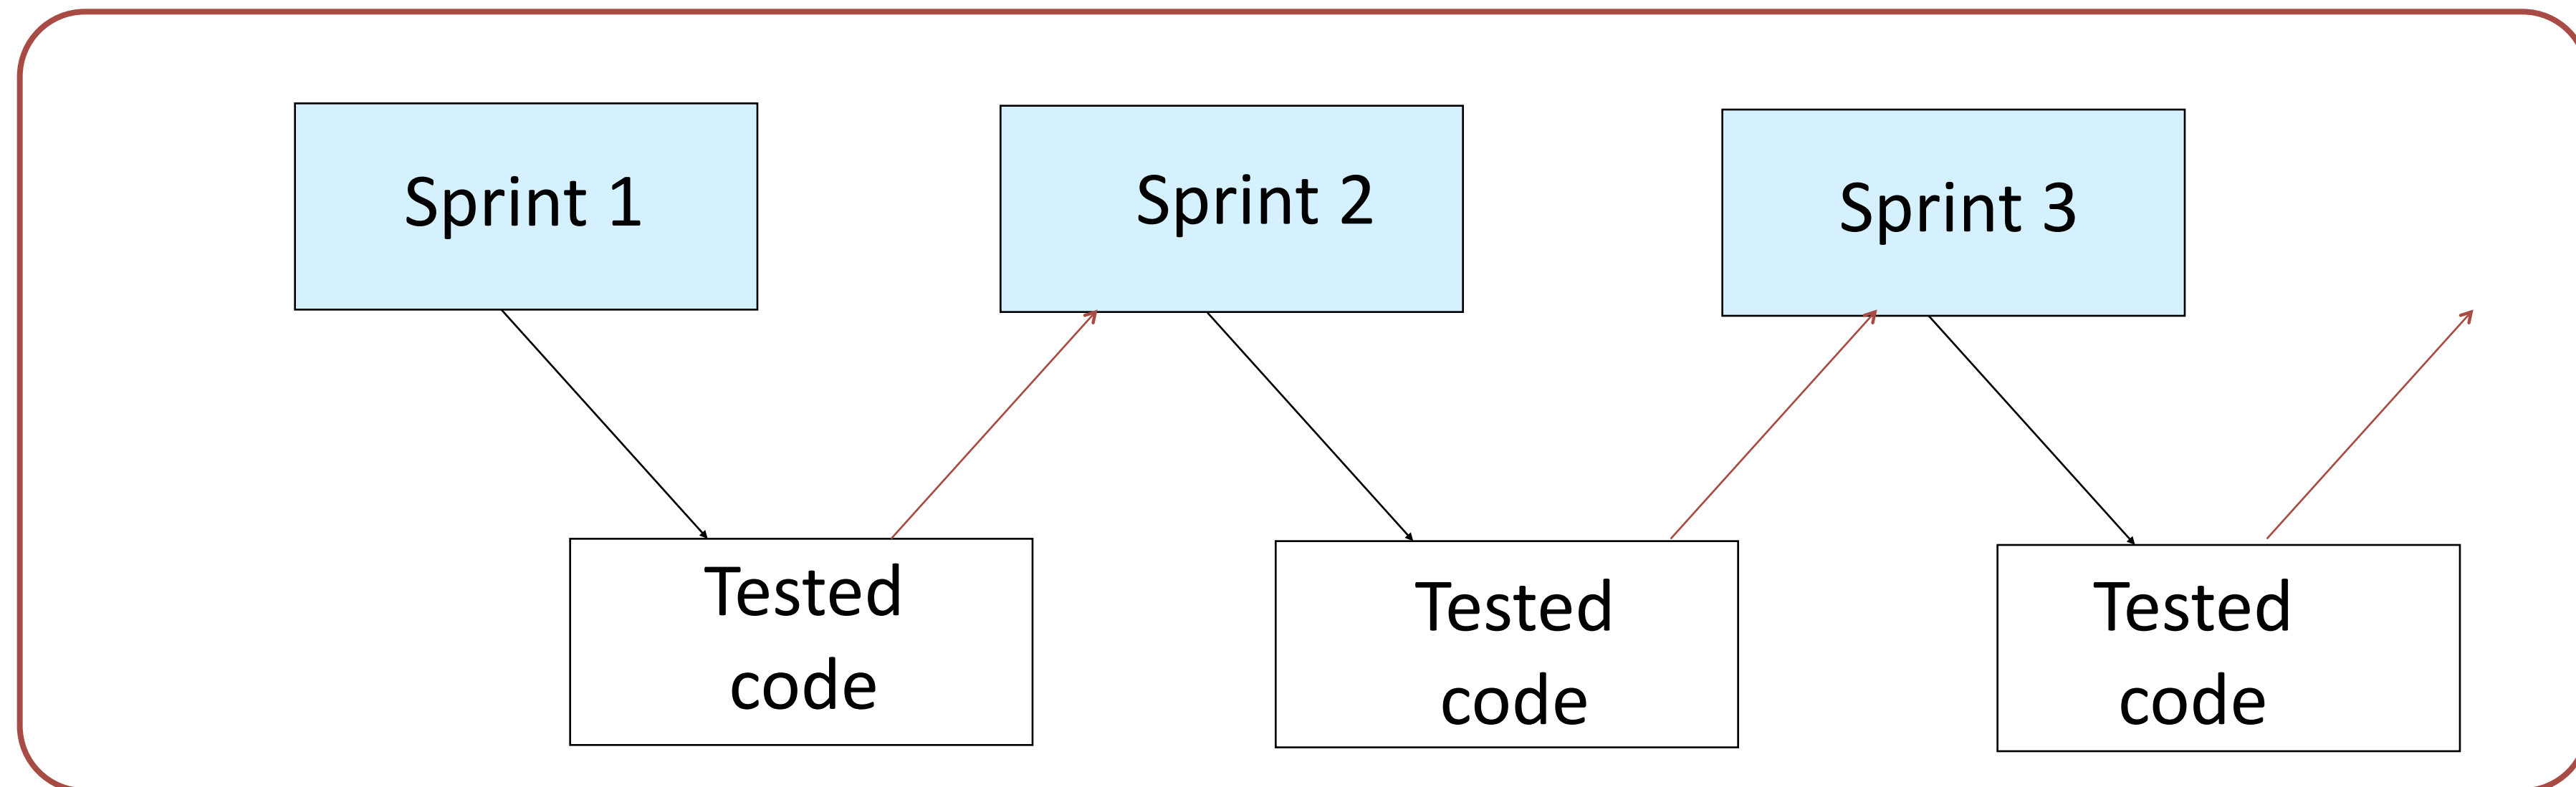 Sprint 1
Sprint 2
Sprint 3
Tested
code
Tested
code
Tested
code